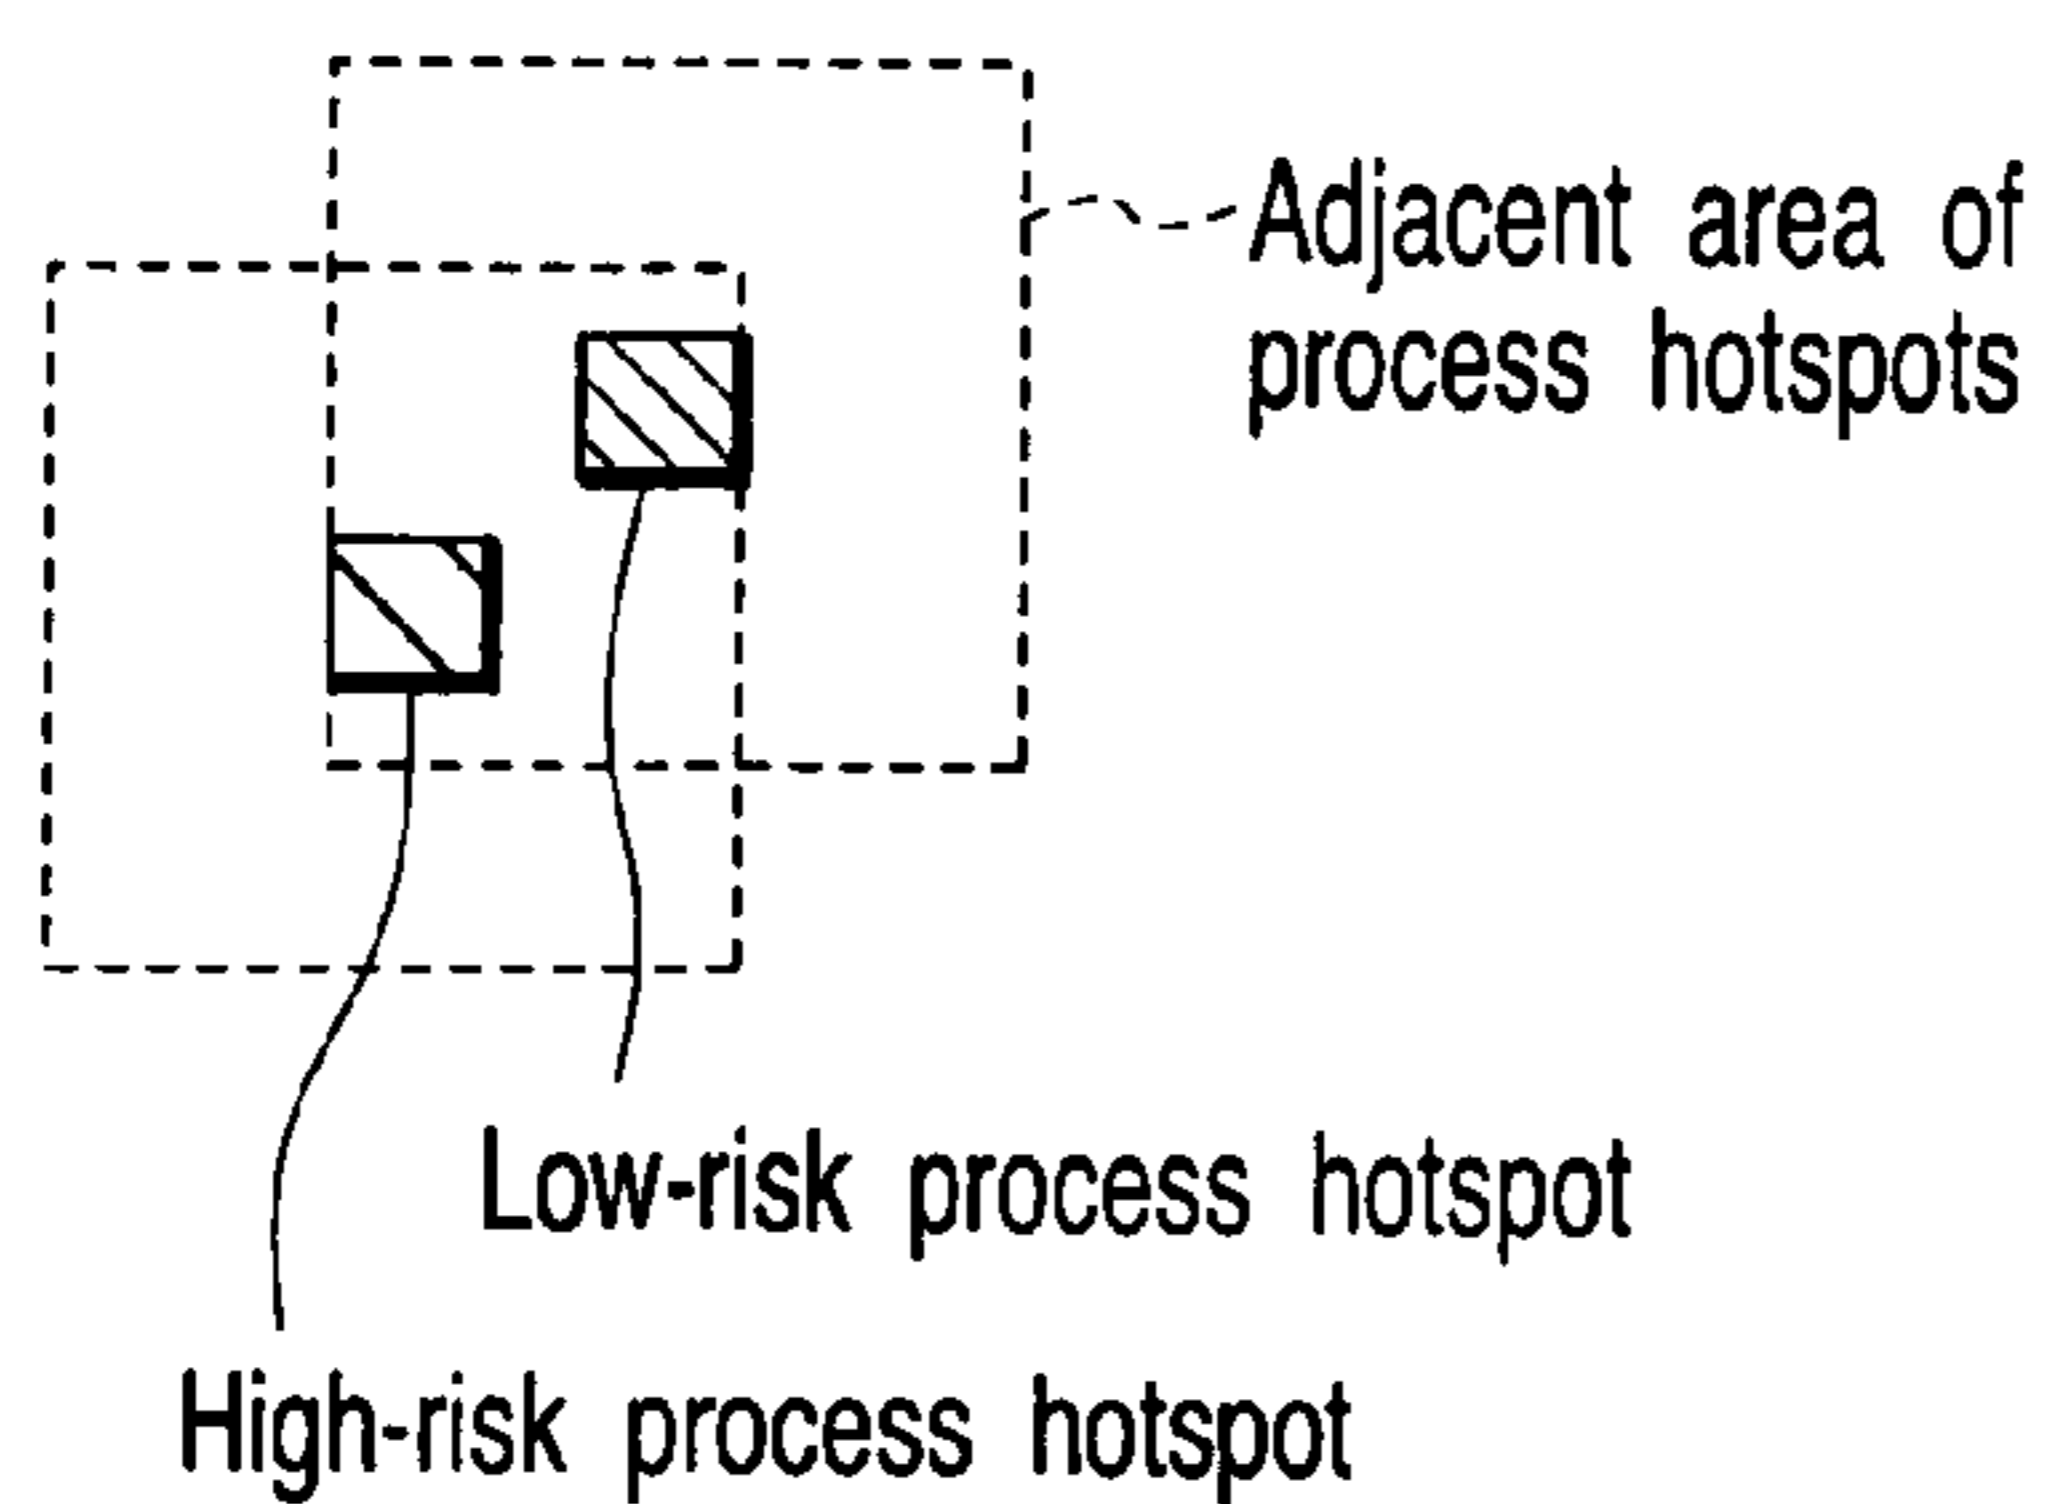 Adjacent area of
process hotspots
Low-risk process hotspot
High-risk process hotspot